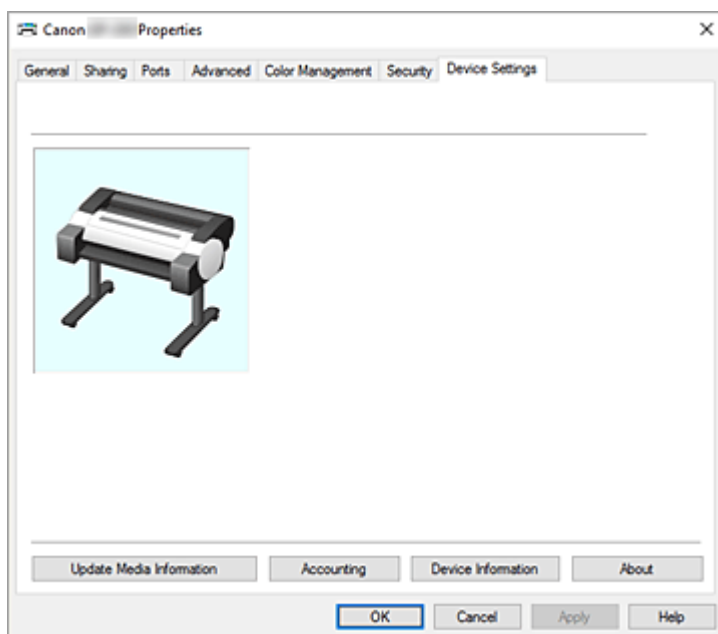 Canon Properties
General Sharing Ports Advanced Color Management Security Device Settings
Update Media Information Accounting Device Information About
OK Cancel Apply Help